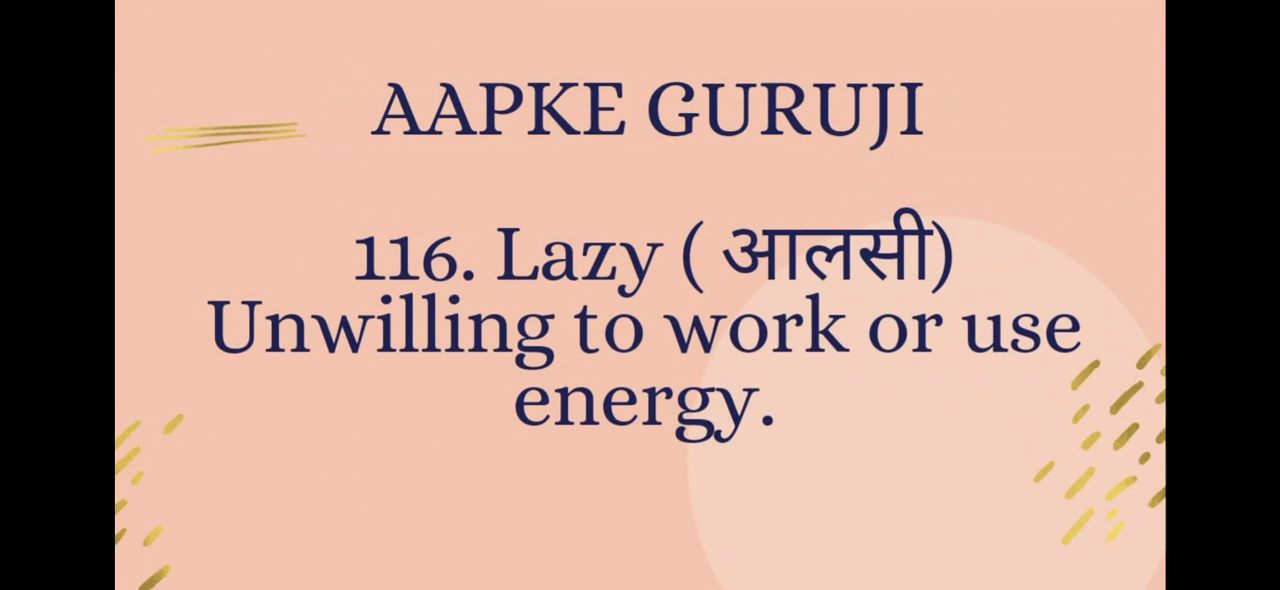 AAPKE GURUJI
116. Lazy ( आलसी)
Unwilling to work or use
energy.